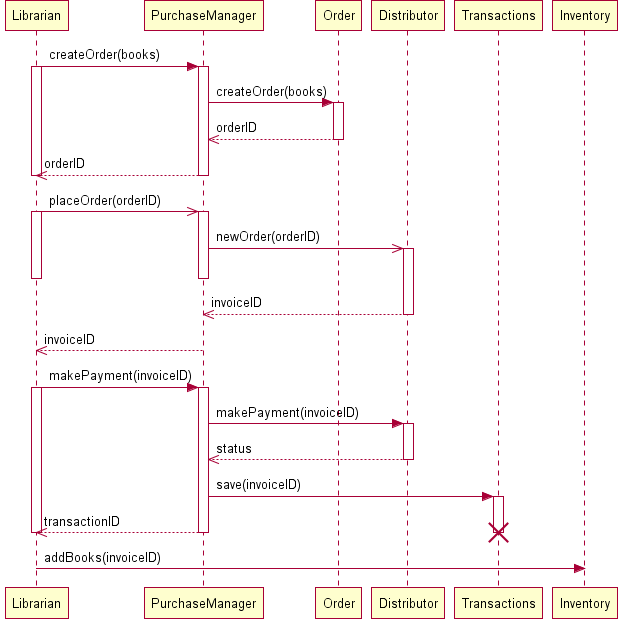 Librarian PurchaseManager Order Distributor Transactions Inventory
createOrder(books)
createOrder(books)
orderID
orderID
placeOrder(orderID)
newOrder(orderID)
invoiceID
invoiceID
makePayment(invoiceID)
makePayment(invoiceID)
status
save(invoiceID)
transactionID
addBooks(invoiceID)
Librarian PurchaseManager Order Distributor Transactions Inventory